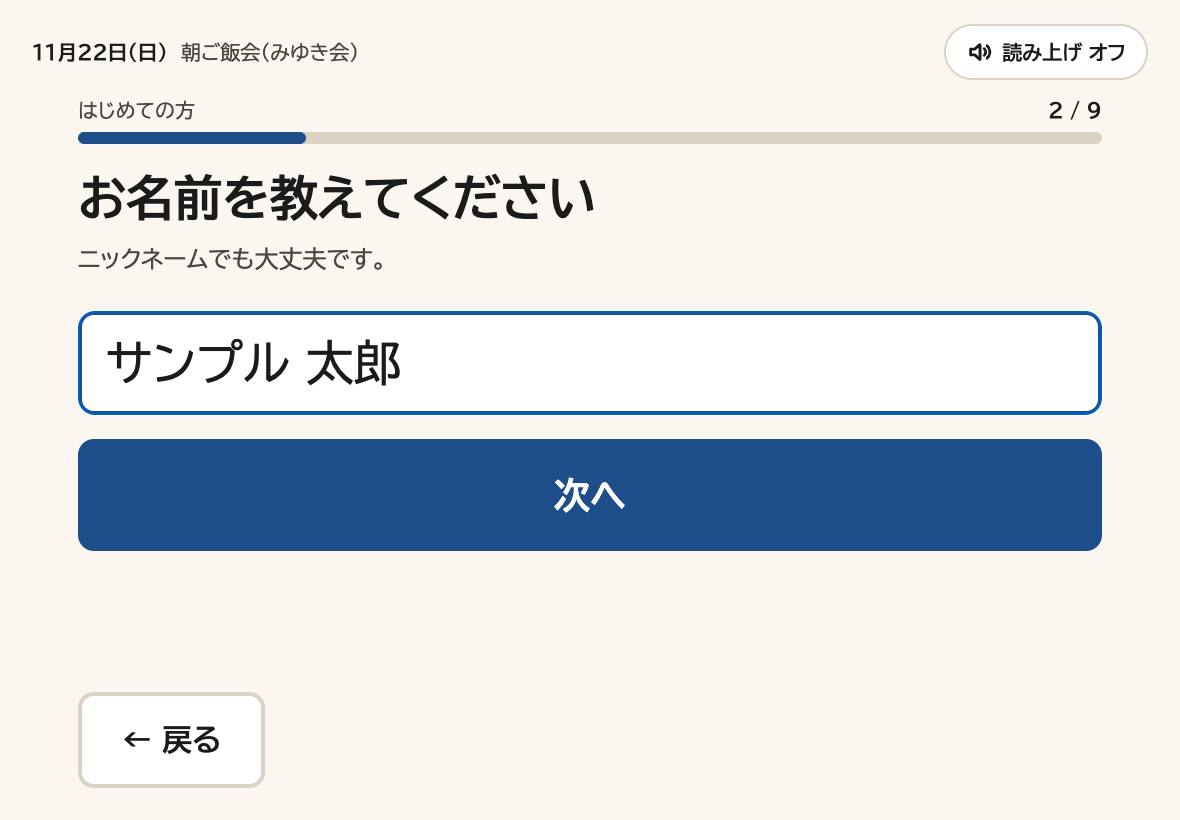 11月22日(日) 朝ご飯会(みゆき会)
読み上げ オフ
はじめての方
2 / 9
お名前を教えてください
ニックネームでも大丈夫です。
サンプル 太郎
次へ
← 戻る